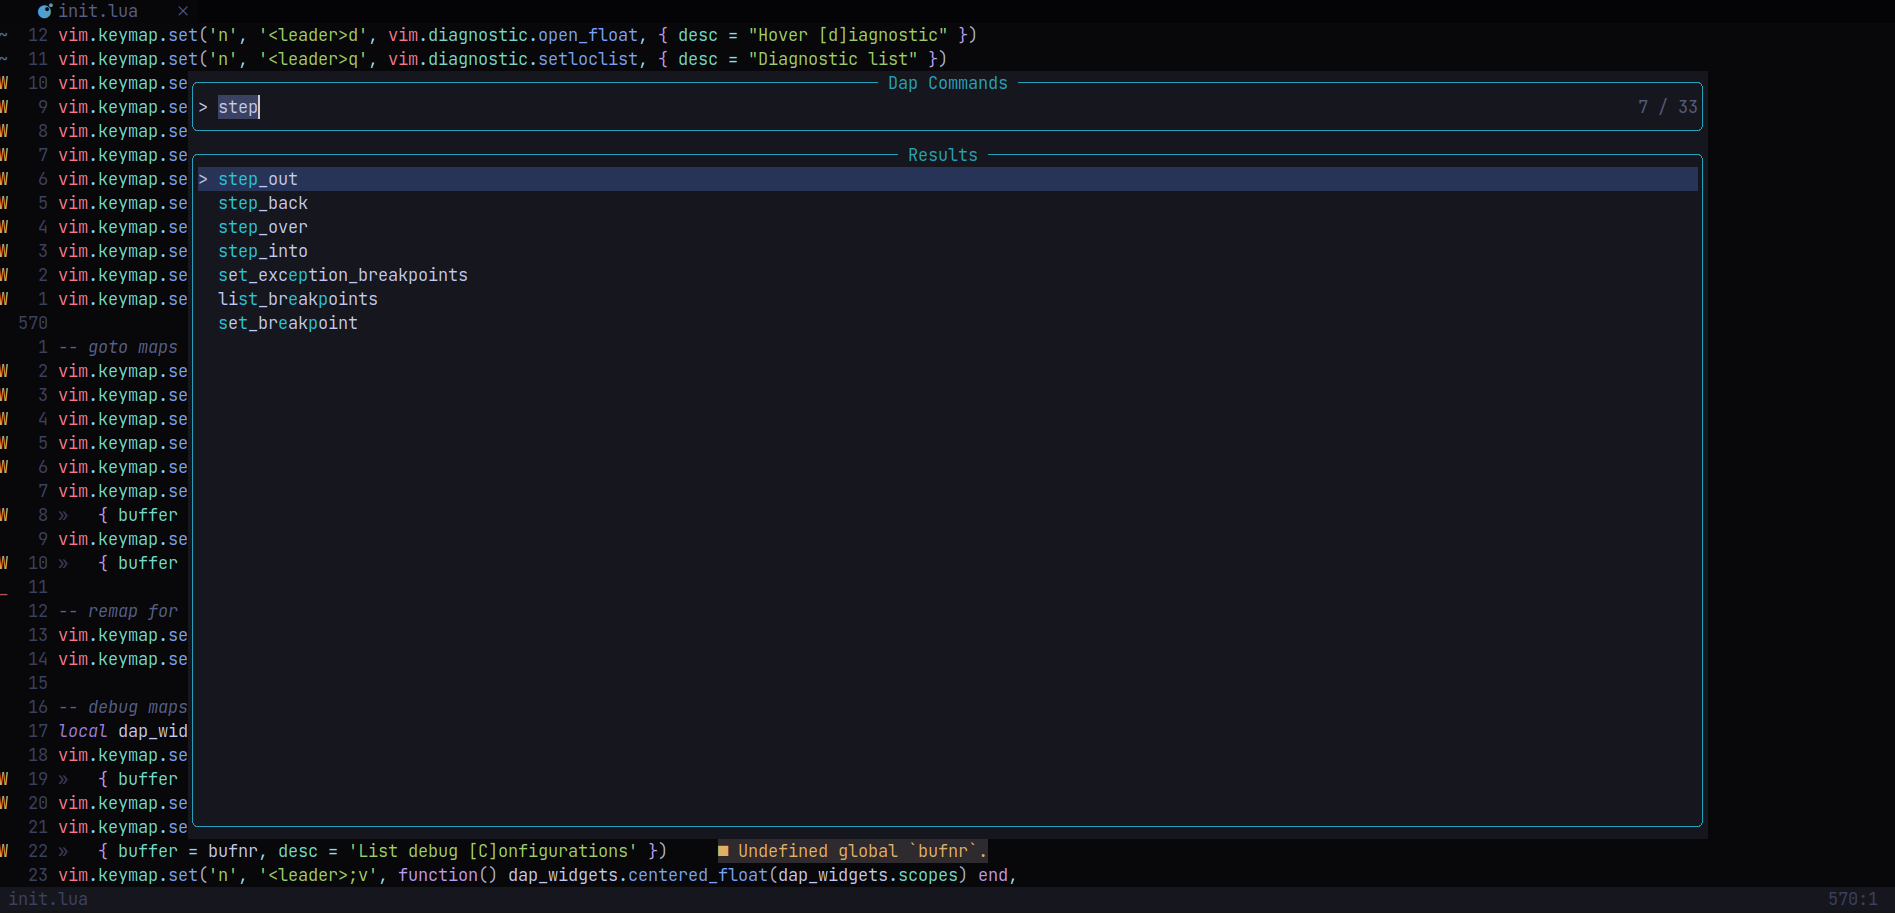 init.lua ×
~ 12 vim.keymap.set('n', '<leader>d', vim.diagnostic.open_float, { desc = "Hover [d]iagnostic" })
~ 11 vim.keymap.set('n', '<leader>q', vim.diagnostic.setloclist, { desc = "Diagnostic list" })
W 10 vim.keymap.se
Dap Commands
W 9 vim.keymap.se
> step 7 / 33
W 8 vim.keymap.se
W 7 vim.keymap.se
Results
W 6 vim.keymap.se
> step_out
W 5 vim.keymap.se
step_back
W 4 vim.keymap.se
step_over
W 3 vim.keymap.se
step_into
W 2 vim.keymap.se
set_exception_breakpoints
W 1 vim.keymap.se
list_breakpoints
570
set_breakpoint
1 -- goto maps
W 2 vim.keymap.se
W 3 vim.keymap.se
W 4 vim.keymap.se
W 5 vim.keymap.se
W 6 vim.keymap.se
7 vim.keymap.se
W 8 » { buffer
9 vim.keymap.se
W 10 » { buffer
_ 11
12 -- remap for
13 vim.keymap.se
14 vim.keymap.se
15
16 -- debug maps
17 local dap_wid
18 vim.keymap.se
W 19 » { buffer
W 20 vim.keymap.se
21 vim.keymap.se
W 22 » { buffer = bufnr, desc = 'List debug [C]onfigurations' }) ■ Undefined global `bufnr`.
23 vim.keymap.set('n', '<leader>;v', function() dap_widgets.centered_float(dap_widgets.scopes) end,
init.lua 570:1